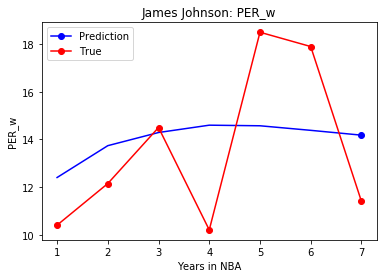 James Johnson: PER_w
Prediction
True
PER_w
18
16
14
12
10
1 2 3 4 5 6 7
Years in NBA